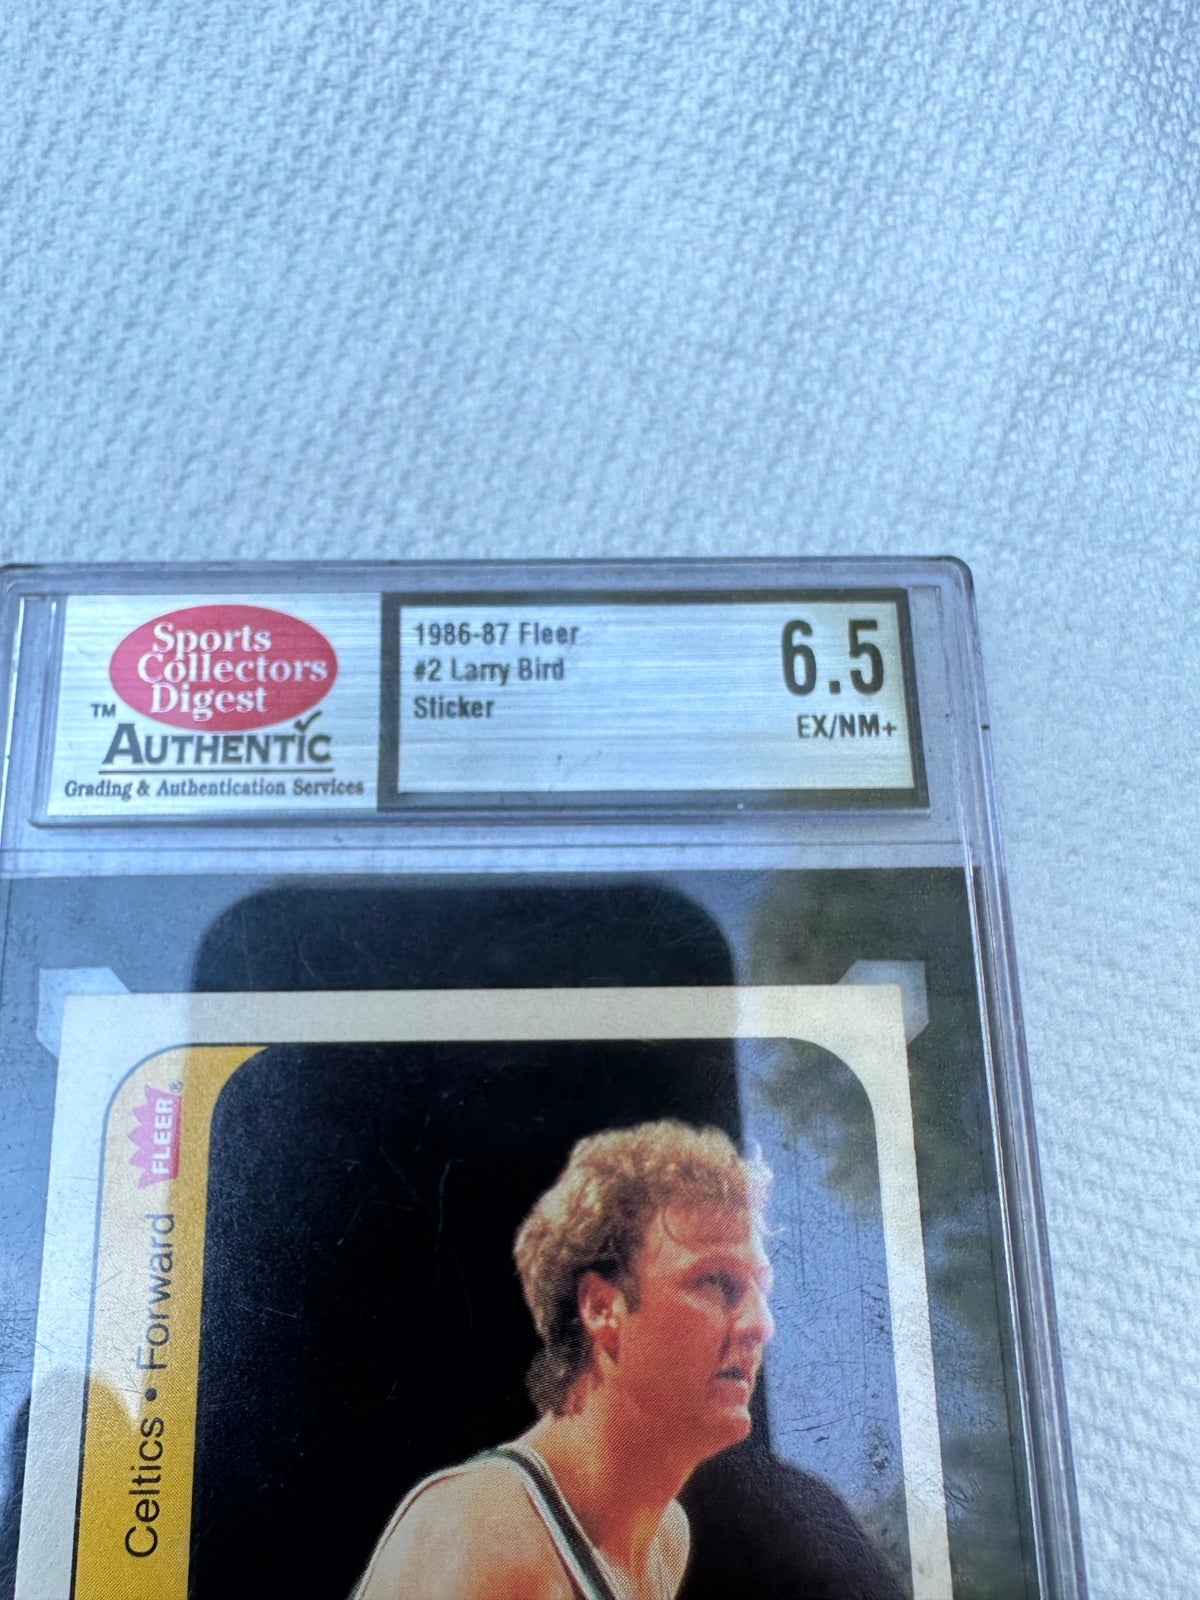 Sports
Collectors
Digest
™
AUTHENTIC
Grading & Authentication Services
1986-87 Fleer
#2 Larry Bird
Sticker
6.5
EX/NM+
FLEER®
Celtics • Forward